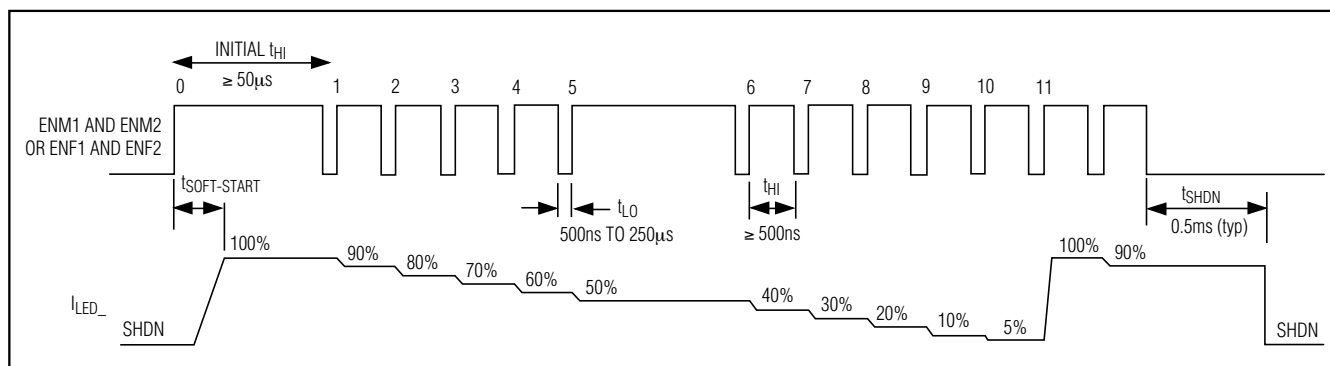 INITIAL tHI
≥ 50μs
0 1 2 3 4 5 6 7 8 9 10 11
ENM1 AND ENM2
OR ENF1 AND ENF2
tSOFT-START
tLO
500ns TO 250μs
tHI
≥ 500ns
tSHDN
0.5ms (typ)
100% 90% 80% 70% 60% 50% 40% 30% 20% 10% 5% 100% 90%
ILED_
SHDN
SHDN